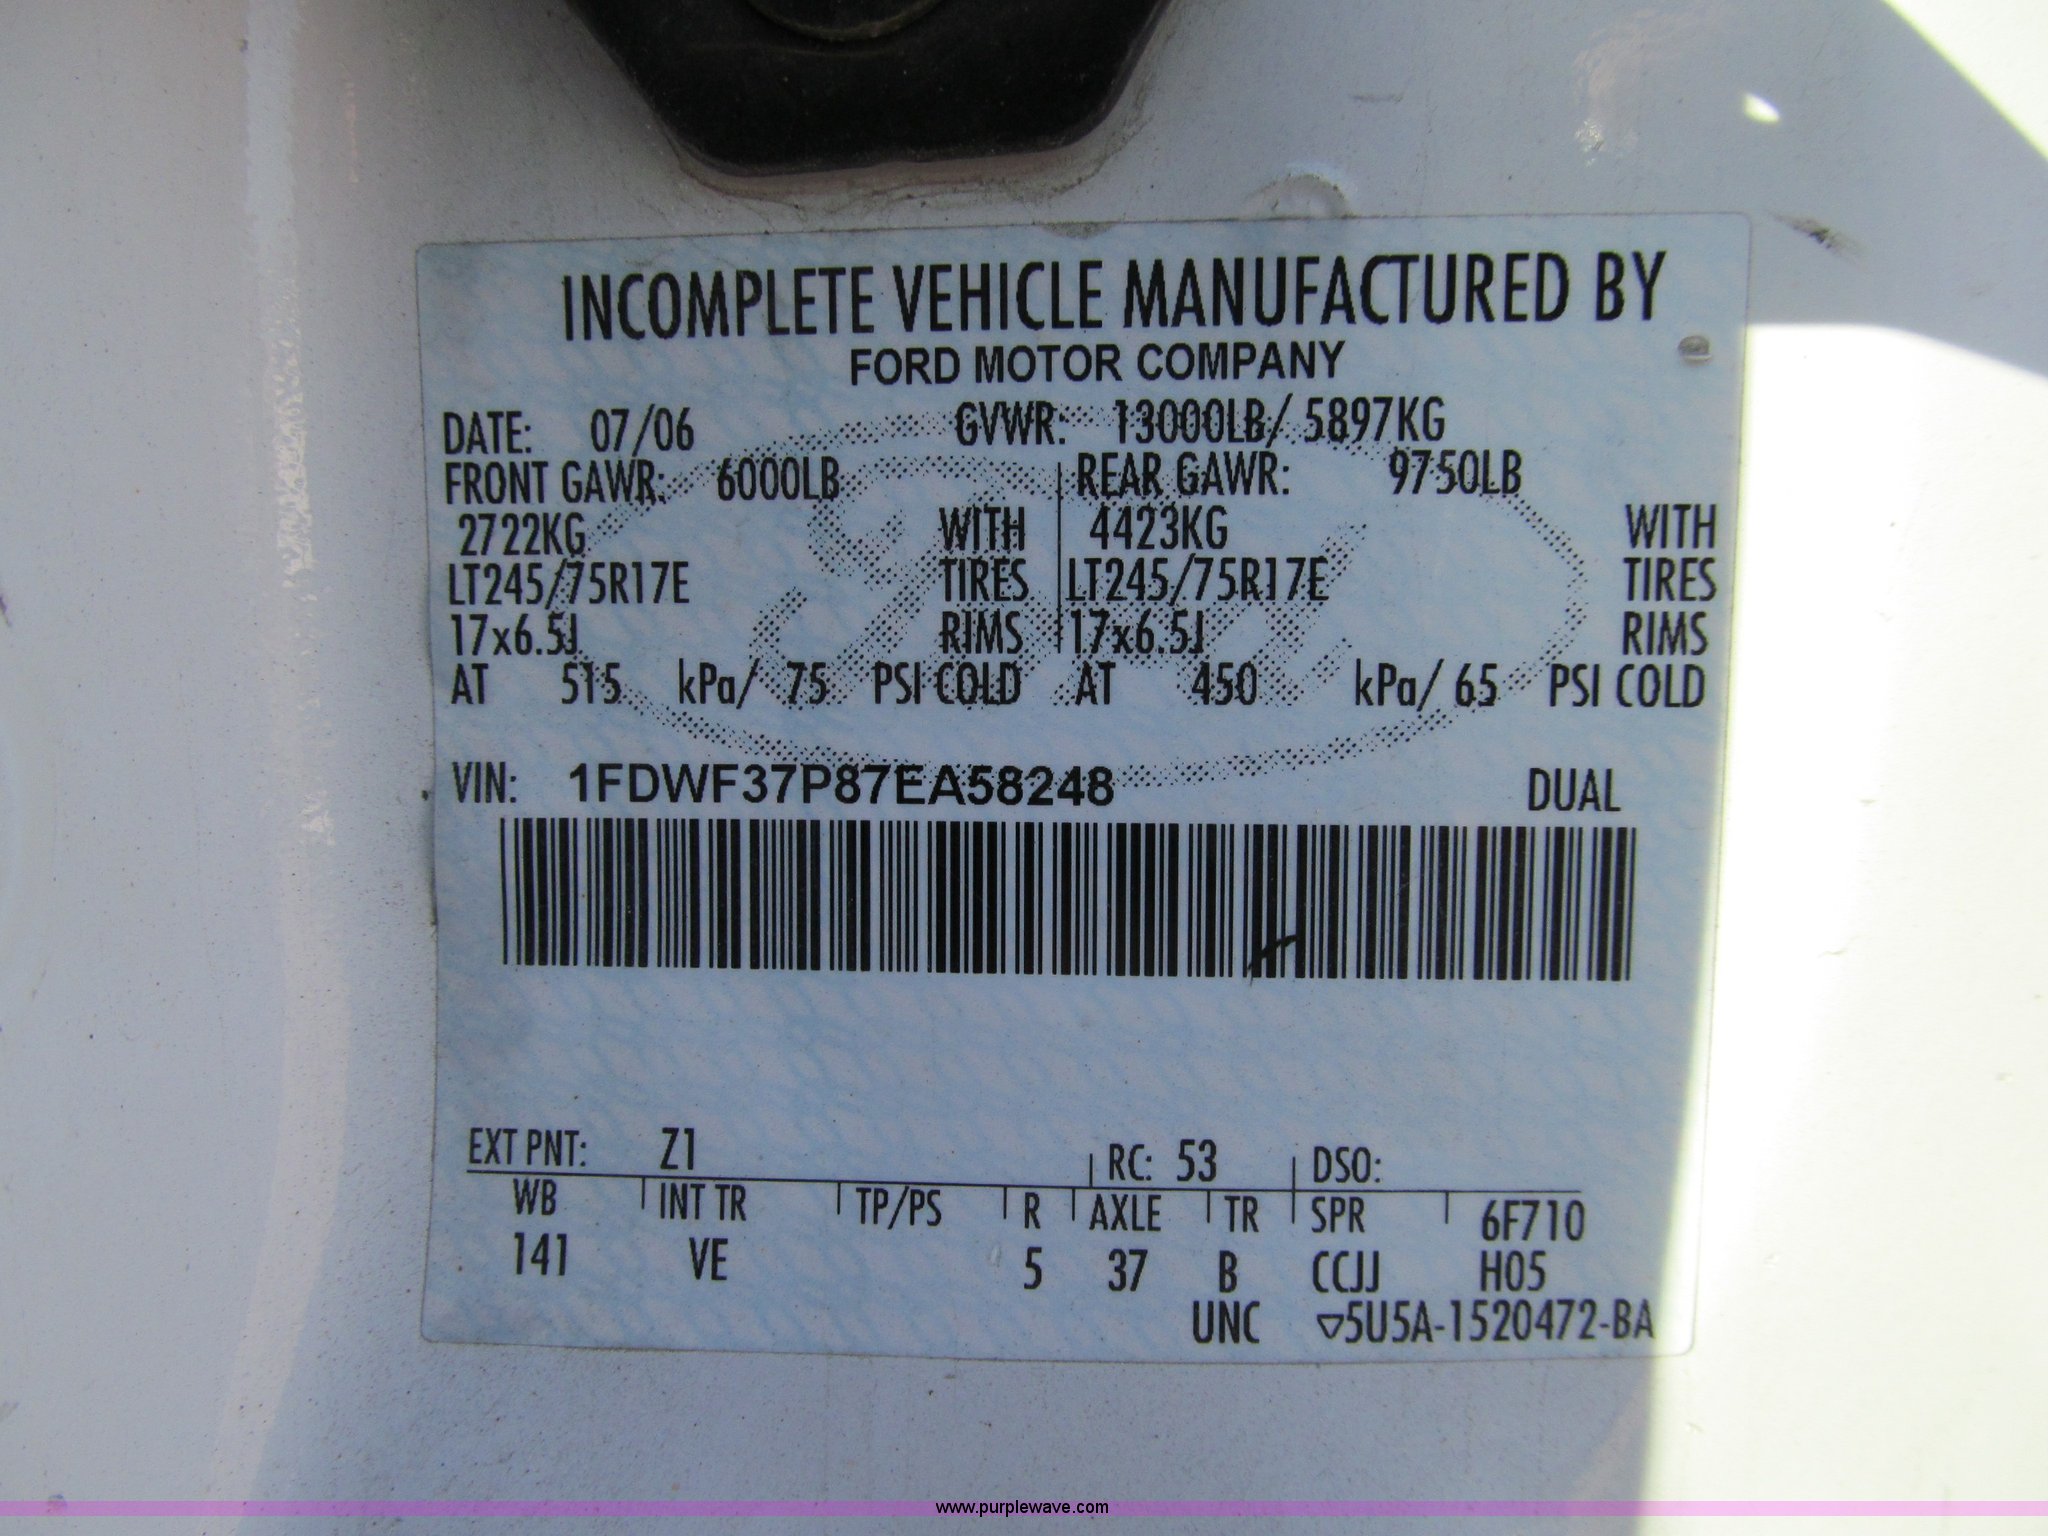 INCOMPLETE VEHICLE MANUFACTURED BY
FORD MOTOR COMPANY
DATE: 07/06 GVWR: 13000LB/ 5897KG
FRONT GAWR: 6000LB REAR GAWR: 9750LB
2722KG WITH 4423KG WITH
LT245/75R17E TIRES LT245/75R17E TIRES
17x6.5J RIMS 17x6.5J RIMS
AT 515 kPa/ 75 PSI COLD AT 450 kPa/ 65 PSI COLD
VIN: 1FDWF37P87EA58248 DUAL
EXT PNT: Z1 RC: 53 DSO:
WB INT TR TP/PS R AXLE TR SPR 6F710
141 VE 5 37 B CCJJ H05
UNC ▽5U5A-1520472-BA
www.purplewave.com